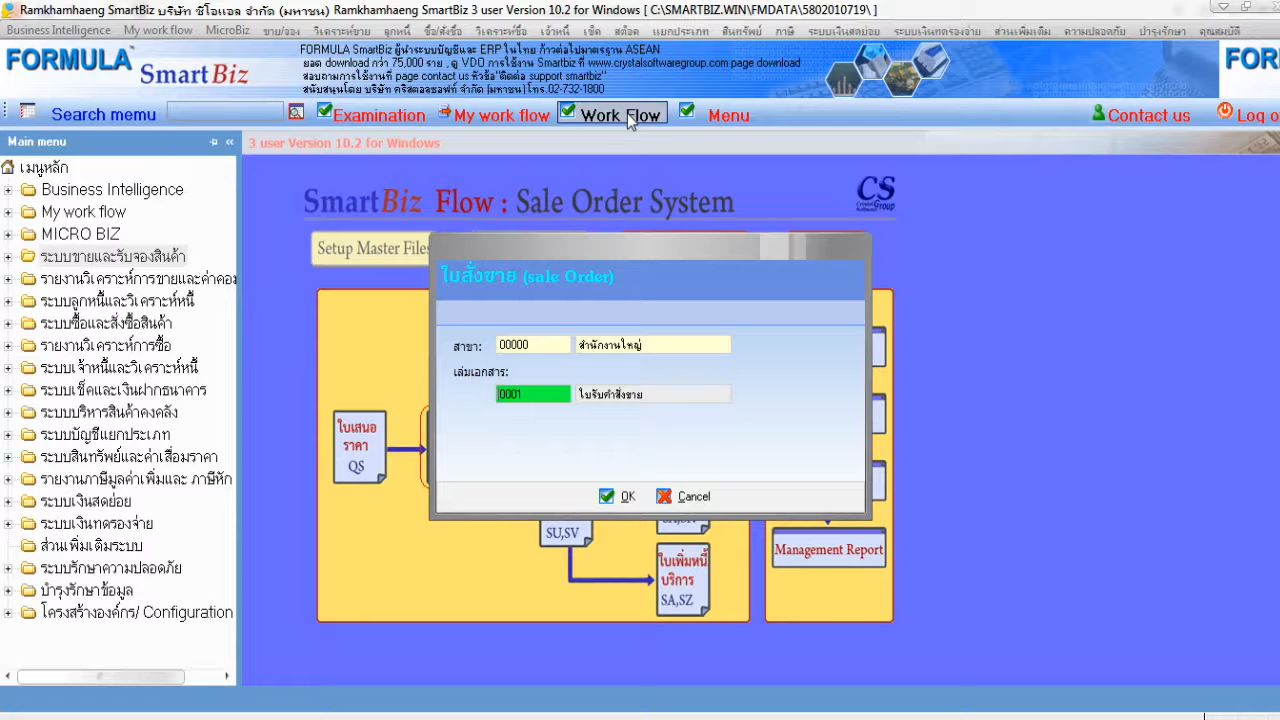 Ramkhamhaeng SmartBiz บริษัท ซีโอแอล จำกัด (มหาชน) Ramkhamhaeng SmartBiz 3 user Version 10.2 for Windows [ C:\SMARTBIZ.WIN\FMDATA\5802010719\]
Business Intelligence My work flow MicroBiz ขาย/จอง วิเคราะห์ขาย ลูกหนี้ ซื้อ/สั่งซื้อ วิเคราะห์ เจ้าหนี้ เช็ค สต๊อค แยกประเภท สินทรัพย์ ภาษี ระบบเงินสดย่อย ระบบเงินทดรองจ่าย ส่วนเพิ่มเติม ความปลอดภัย บำรุงรักษา คุณสมบัติ
FORMULA SmartBiz
FORMULA SmartBiz ผู้นำระบบบัญชีและ ERP ในไทย ก้าวต่อไปมาตรฐาน ASEAN
ยอด download กว่า 75,000 ราย ,ดู VDO การใช้งาน Smartbiz ที่ www.crystalsoftwaregroup.com page download
สอบถามการใช้งานที่ page contact us หัวข้อ"ติดต่อ support smartbiz"
สนับสนุนโดย บริษัท คริสตอลซอฟท์ จำกัด (มหาชน) โทร.02-732-1800
FOR
Search memu Examination My work flow Work Flow Menu Contact us Log o
Main menu
3 user Version 10.2 for Windows
เมนูหลัก
Business Intelligence
My work flow
MICRO BIZ
ระบบขายและรับจองสินค้า
รายงานวิเคราะห์การขายและค่าคอม
ระบบลูกหนี้และวิเคราะห์หนี้
ระบบซื้อและสั่งซื้อสินค้า
รายงานวิเคราะห์การซื้อ
ระบบเจ้าหนี้และวิเคราะห์หนี้
ระบบเช็คและเงินฝากธนาคาร
ระบบบริหารสินค้าคงคลัง
ระบบบัญชีแยกประเภท
ระบบสินทรัพย์และค่าเสื่อมราคา
รายงานภาษีมูลค่าเพิ่มและ ภาษีหัก
ระบบเงินสดย่อย
ระบบเงินทดรองจ่าย
ส่วนเพิ่มเติมระบบ
ระบบรักษาความปลอดภัย
บำรุงรักษาข้อมูล
โครงสร้างองค์กร/ Configuration
SmartBiz Flow : Sale Order System
CS
Setup Master Files
ใบสั่งขาย (sale Order)
สาขา: 00000 สำนักงานใหญ่
เล่มเอกสาร:
0001 ใบรับคำสั่งขาย
OK Cancel
ใบเสนอ
ราคา
QS
SU,SV
ใบเพิ่มหนี้
บริการ
SA,SZ
Management Report